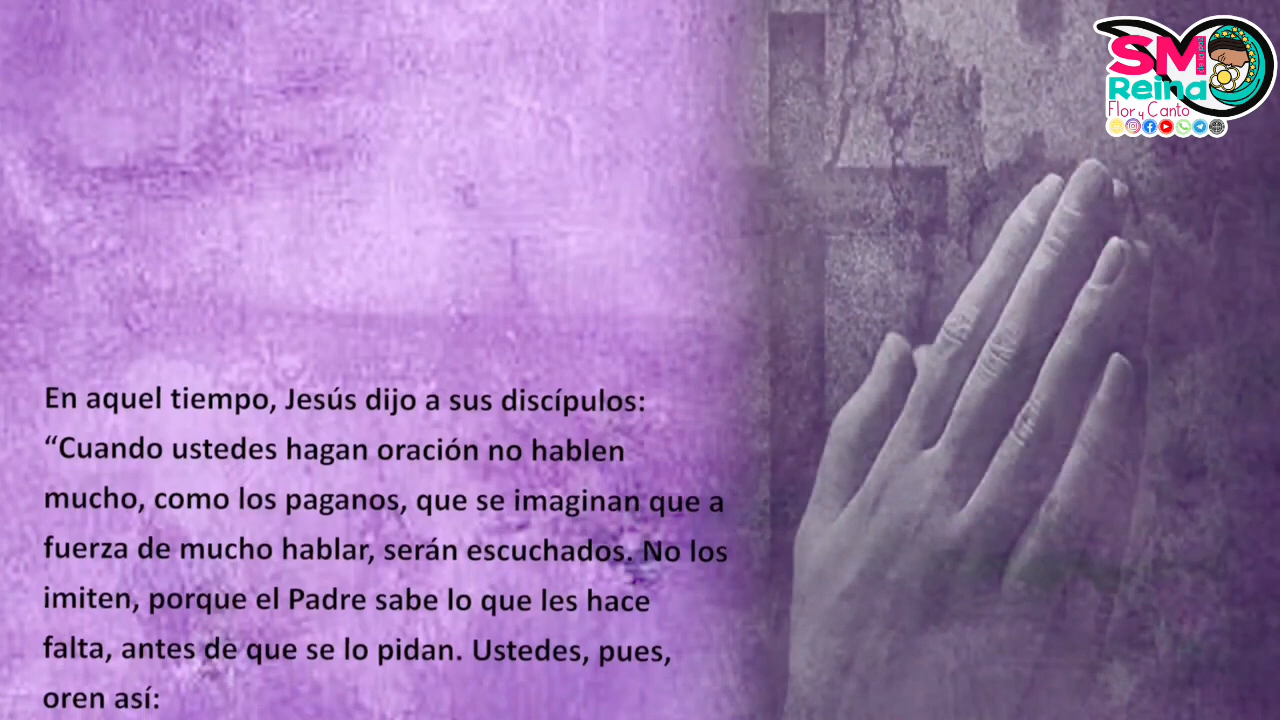 SM
Reina
Flor y Canto
En aquel tiempo, Jesús dijo a sus discípulos:
“Cuando ustedes hagan oración no hablen
mucho, como los paganos, que se imaginan que a
fuerza de mucho hablar, serán escuchados. No los
imiten, porque el Padre sabe lo que les hace
falta, antes de que se lo pidan. Ustedes, pues,
oren así: